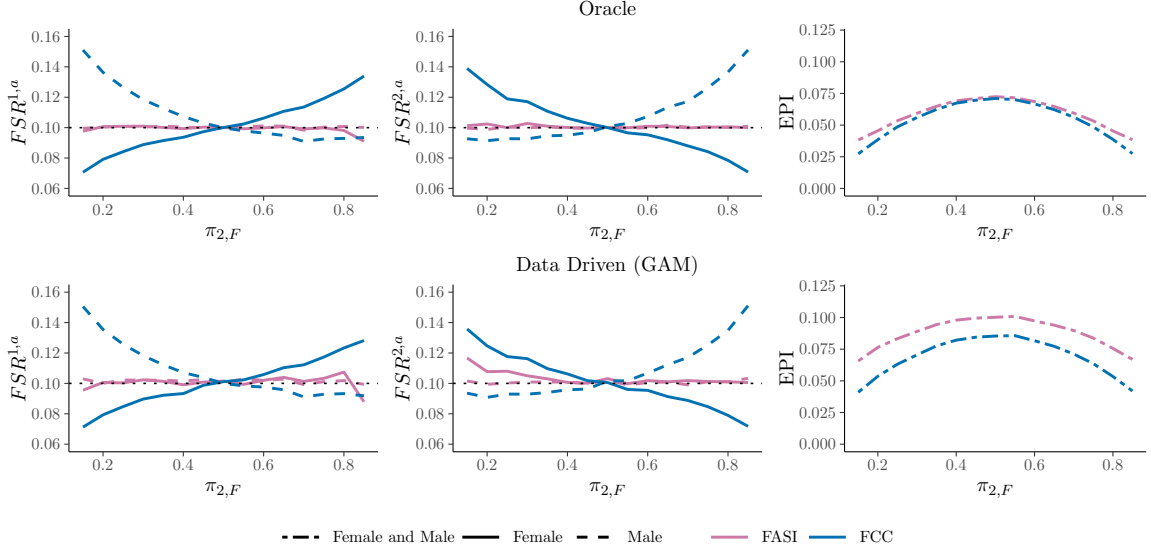 Oracle
0.16
0.14
0.12
0.10
0.08
0.06
FSR^{1,a}
0.2 0.4 0.6 0.8
π_{2,F}
0.16
0.14
0.12
0.10
0.08
0.06
FSR^{2,a}
0.2 0.4 0.6 0.8
π_{2,F}
0.125
0.100
0.075
0.050
0.025
0.000
EPI
0.2 0.4 0.6 0.8
π_{2,F}
Data Driven (GAM)
0.16
0.14
0.12
0.10
0.08
0.06
FSR^{1,a}
0.2 0.4 0.6 0.8
π_{2,F}
0.16
0.14
0.12
0.10
0.08
0.06
FSR^{2,a}
0.2 0.4 0.6 0.8
π_{2,F}
0.125
0.100
0.075
0.050
0.025
0.000
EPI
0.2 0.4 0.6 0.8
π_{2,F}
Female and Male Female Male FASI FCC